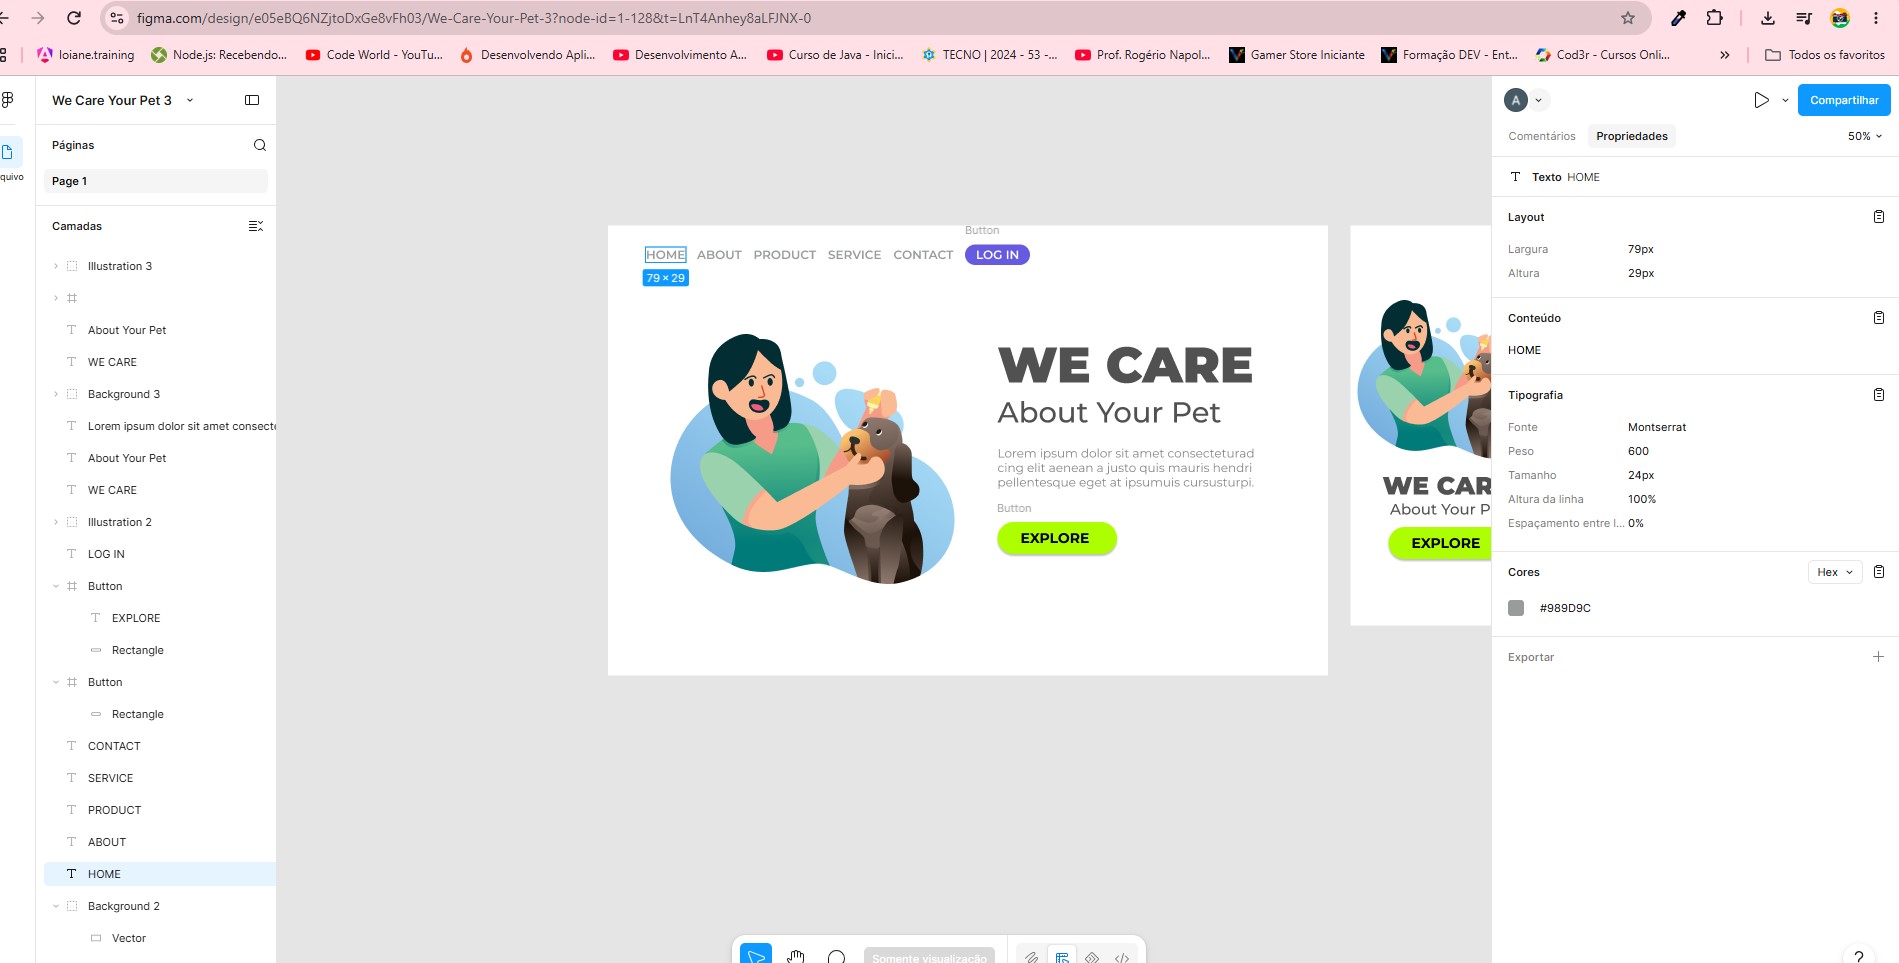 figma.com/design/e05eBQ6NZjtoDxGe8vFh03/We-Care-Your-Pet-3?node-id=1-128&t=LnT4Anhey8aLFJNX-0
loiane.training
Node.js: Recebendo...
Code World - YouTu...
Desenvolvendo Apli...
Desenvolvimento A...
Curso de Java - Inici...
TECNO | 2024 - 53 -...
Prof. Rogério Napol...
Gamer Store Iniciante
Formação DEV - Ent...
Cod3r - Cursos Onli...
»
Todos os favoritos
quivo
We Care Your Pet 3
Páginas
Page 1
Camadas
Illustration 3
About Your Pet
WE CARE
Background 3
Lorem ipsum dolor sit amet consecte
About Your Pet
WE CARE
Illustration 2
LOG IN
Button
EXPLORE
Rectangle
Button
Rectangle
CONTACT
SERVICE
PRODUCT
ABOUT
HOME
Background 2
Vector
Button
HOME ABOUT PRODUCT SERVICE CONTACT LOG IN
79 × 29
WE CARE
About Your Pet
Lorem ipsum dolor sit amet consecteturad
cing elit aenean a justo quis mauris hendri
pellentesque eget at ipsumuis cursusturpi.
Button
EXPLORE
WE CAR
About Your P
EXPLORE
Somente visualização
A
Compartilhar
Comentários Propriedades 50%
Texto HOME
Layout
Largura 79px
Altura 29px
Conteúdo
HOME
Tipografia
Fonte Montserrat
Peso 600
Tamanho 24px
Altura da linha 100%
Espaçamento entre l... 0%
Cores Hex
#989D9C
Exportar
?